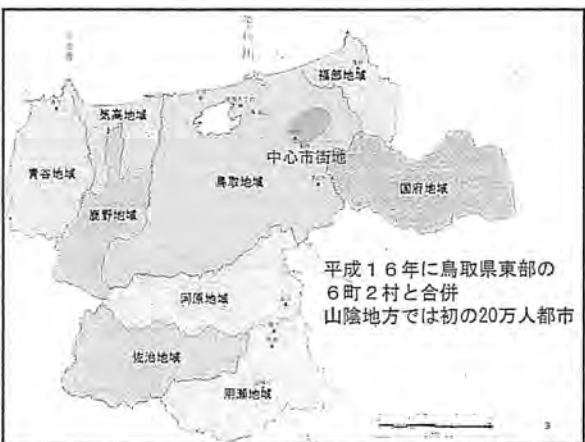 福部地域
気高地域
中心市街地
青谷地域
鳥取地域
国府地域
鹿野地域
平成16年に鳥取県東部の
6町2村と合併
山陰地方では初の20万人都市
河原地域
佐治地域
用瀬地域
3